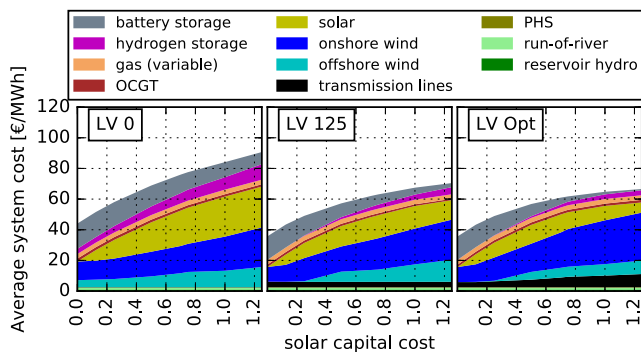 battery storage solar PHS
hydrogen storage onshore wind run-of-river
gas (variable) offshore wind reservoir hydro
OCGT transmission lines
Average system cost [€/MWh]
120
100
80
60
40
20
0
LV 0 LV 125 LV Opt
0.0 0.2 0.4 0.6 0.8 1.0 1.2 0.2 0.4 0.6 0.8 1.0 1.2 0.2 0.4 0.6 0.8 1.0 1.2
solar capital cost